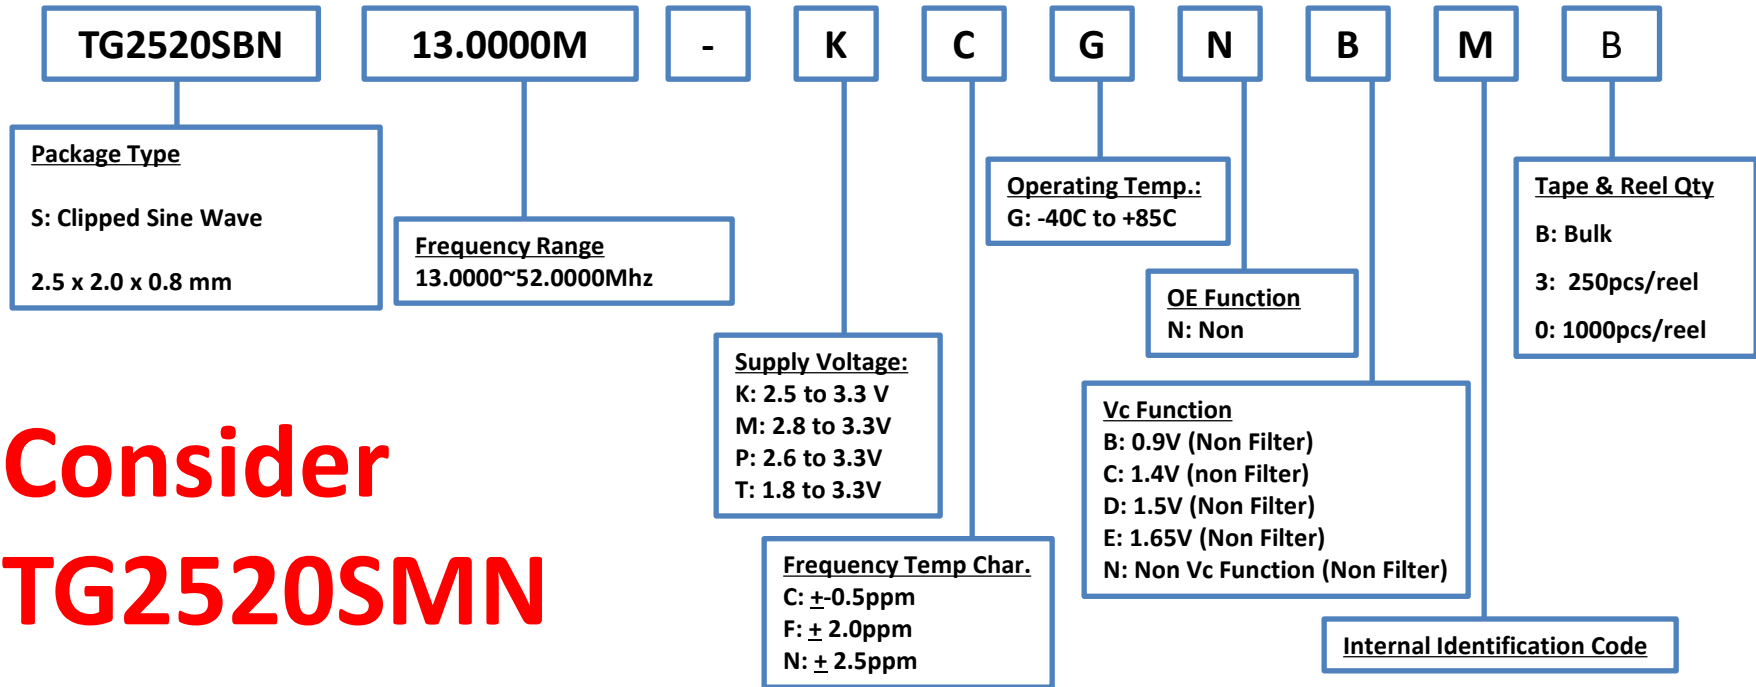 TG2520SBN 13.0000M - K C G N B M B
Package Type
S: Clipped Sine Wave
2.5 x 2.0 x 0.8 mm
Frequency Range
13.0000~52.0000Mhz
Operating Temp.:
G: -40C to +85C
Tape & Reel Qty
B: Bulk
3: 250pcs/reel
0: 1000pcs/reel
OE Function
N: Non
Supply Voltage:
K: 2.5 to 3.3 V
M: 2.8 to 3.3V
P: 2.6 to 3.3V
T: 1.8 to 3.3V
Vc Function
B: 0.9V (Non Filter)
C: 1.4V (non Filter)
D: 1.5V (Non Filter)
E: 1.65V (Non Filter)
N: Non Vc Function (Non Filter)
Consider
TG2520SMN
Frequency Temp Char.
C: +-0.5ppm
F: + 2.0ppm
N: + 2.5ppm
Internal Identification Code